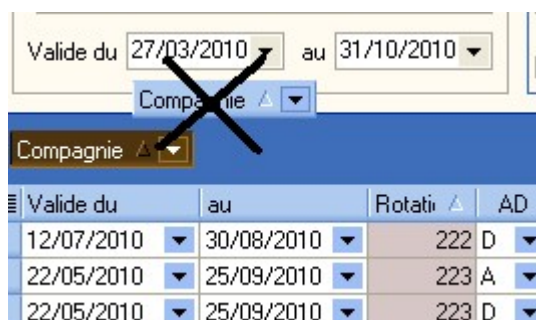 Valide du 27/03/2010 au 31/10/2010
Compagnie
Compagnie
Valide du au Rotati AD
12/07/2010 30/08/2010 222 D
22/05/2010 25/09/2010 223 A
22/05/2010 25/09/2010 223 D